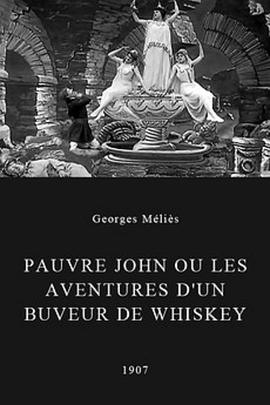 Georges Méliès
PAUVRE JOHN OU LES
AVENTURES D'UN
BUVEUR DE WHISKEY
1907